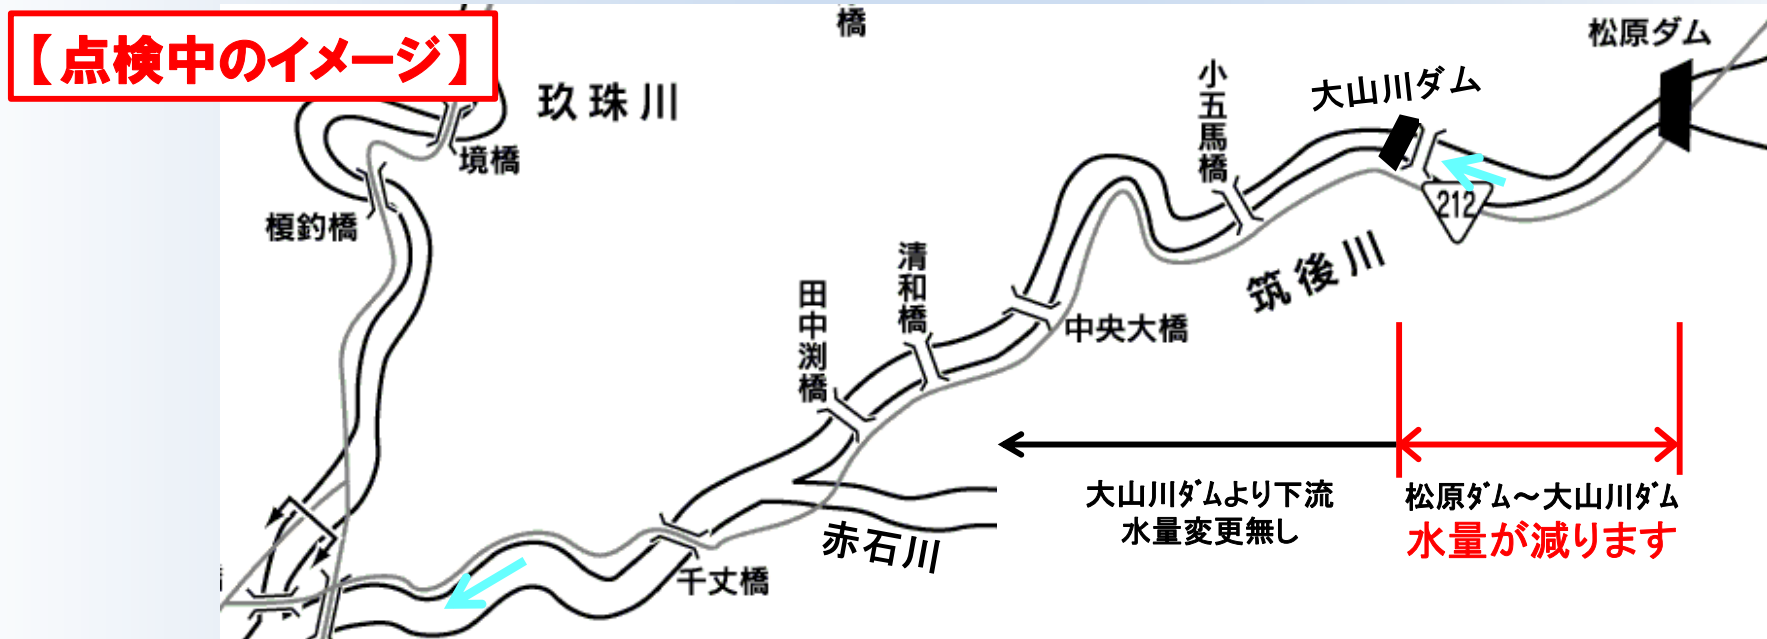 【点検中のイメージ】
橋
松原ダム
大山川ダム
小五馬橋
玖珠川
境橋
榎釣橋
212
筑後川
清和橋
田中渕橋
中央大橋
大山川ﾀﾞﾑより下流
水量変更無し
松原ﾀﾞﾑ～大山川ﾀﾞﾑ
水量が減ります
赤石川
千丈橋